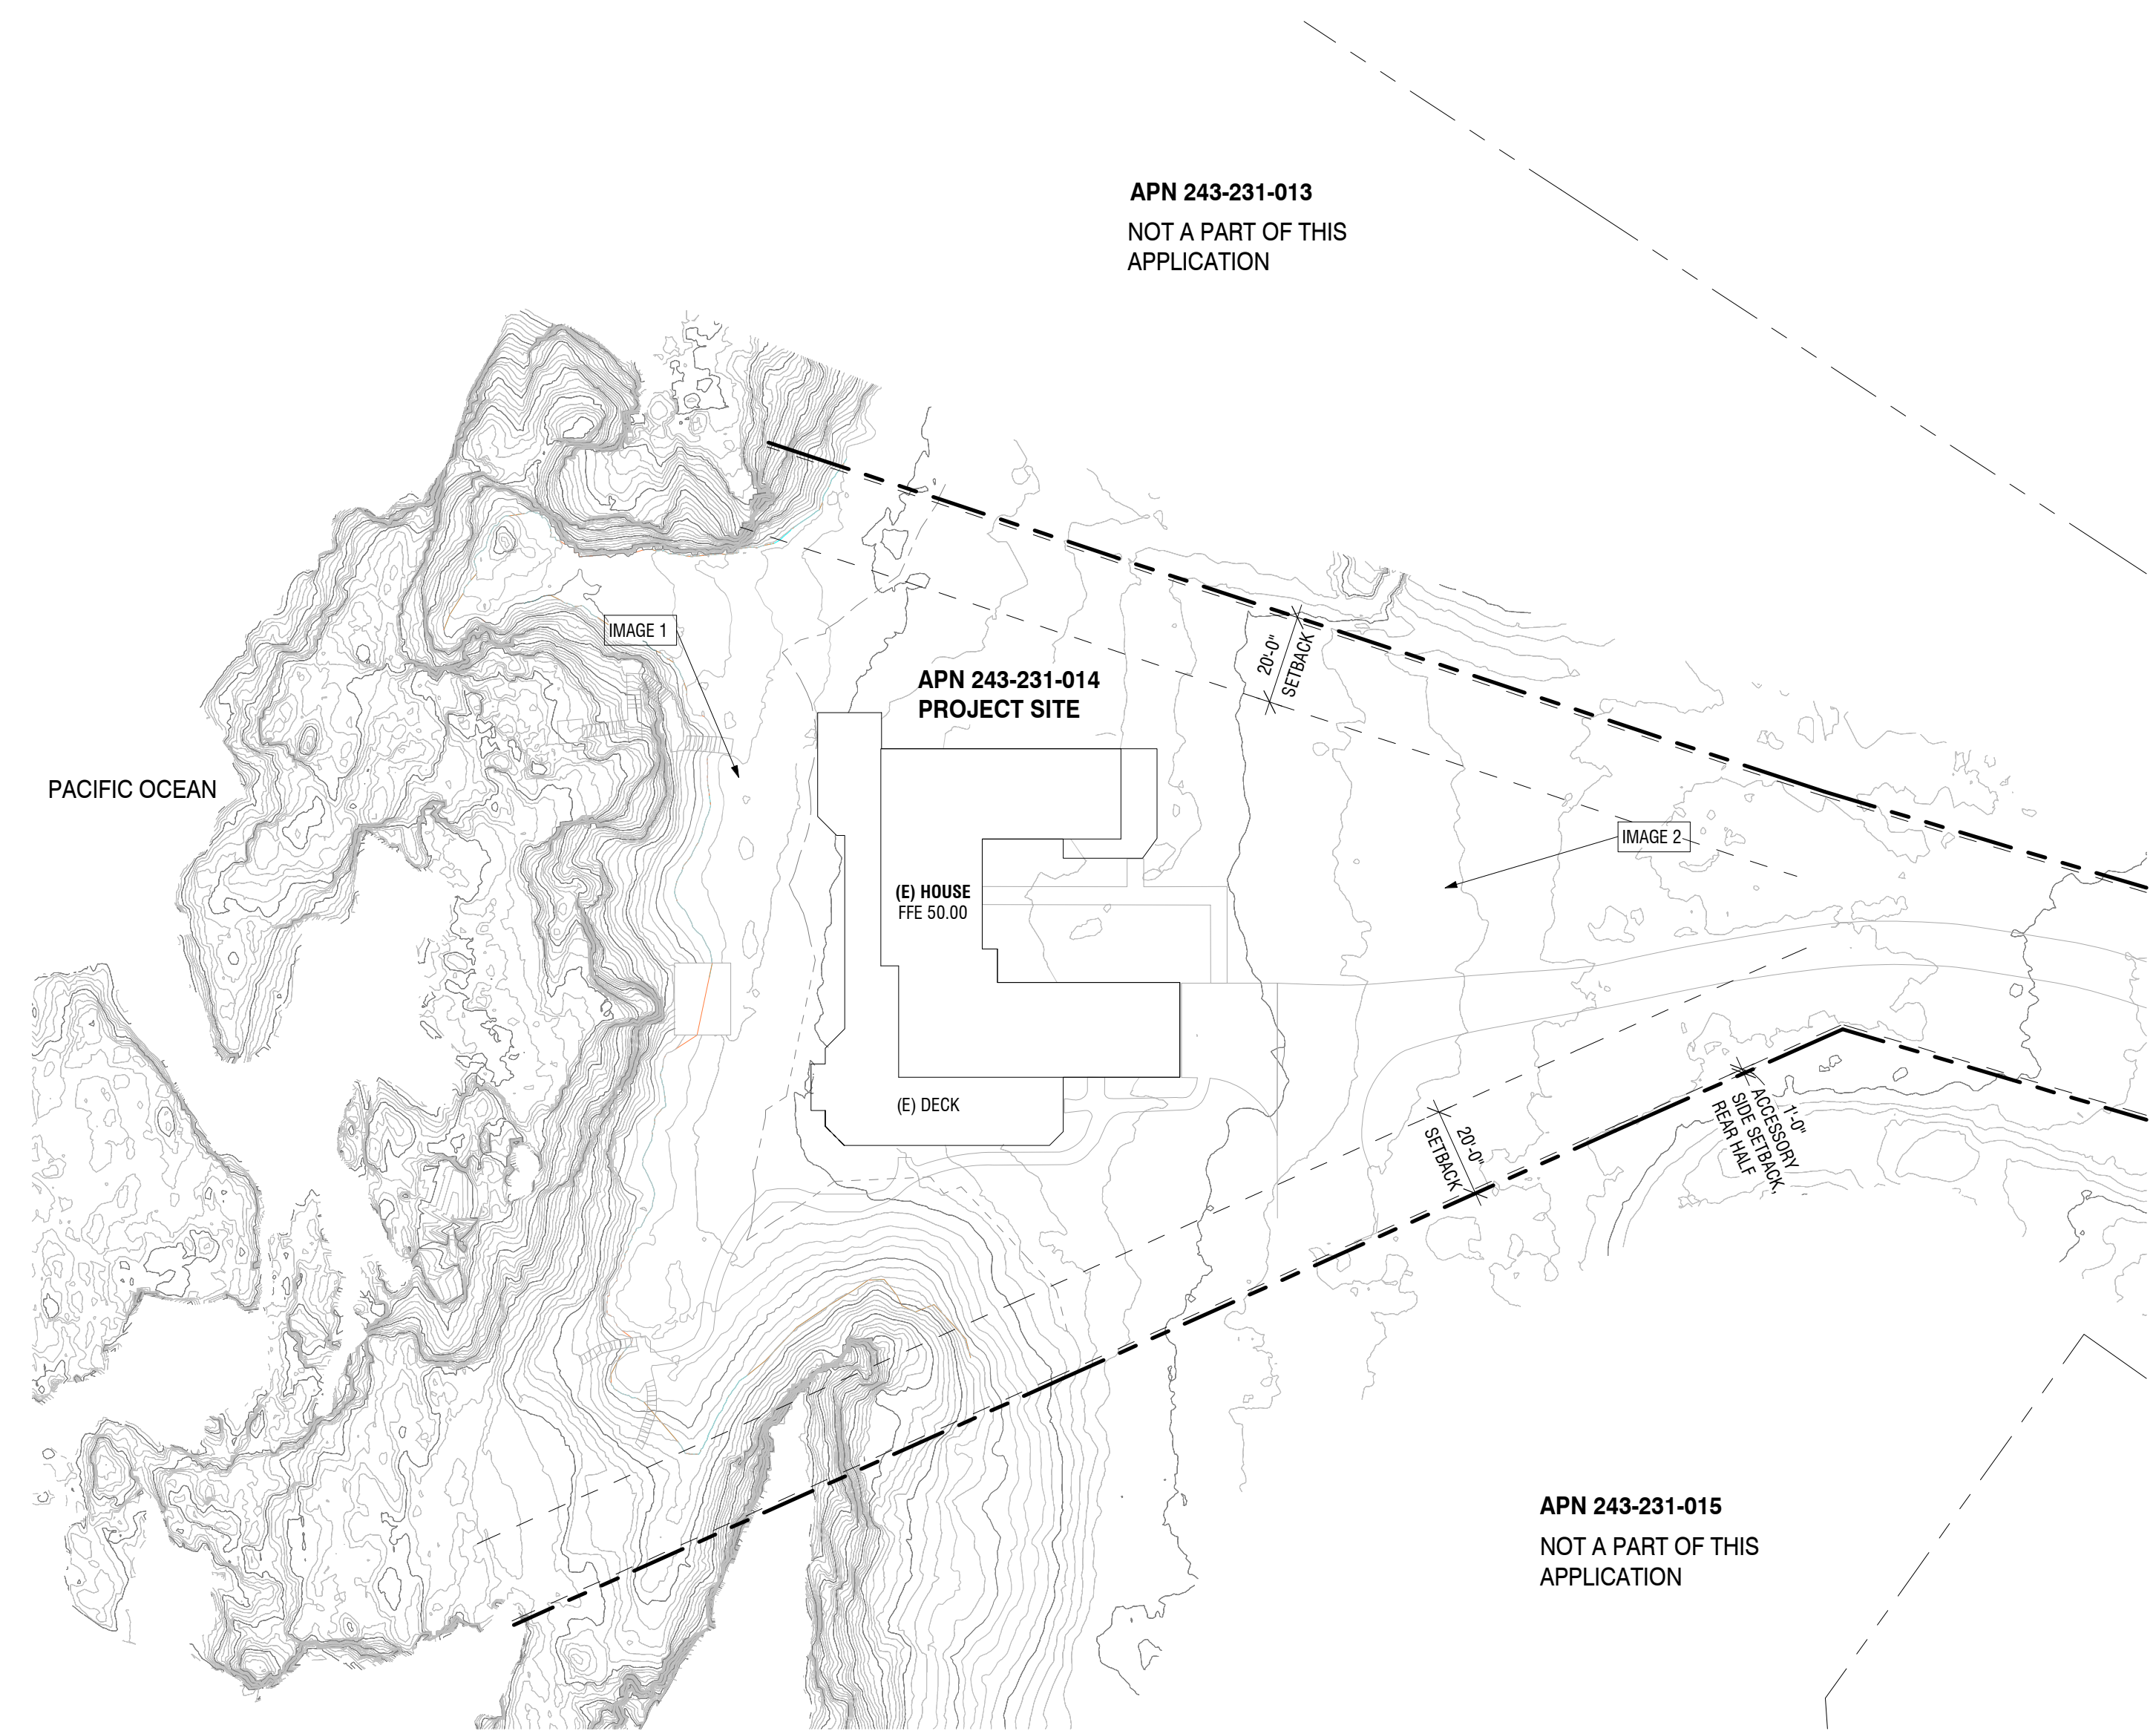 APN 243-231-013
NOT A PART OF THIS
APPLICATION
IMAGE 1
20'-0"
SETBACK
APN 243-231-014
PROJECT SITE
PACIFIC OCEAN
IMAGE 2
(E) HOUSE
FFE 50.00
(E) DECK
20'-0"
SETBACK
1'-0"
ACCESSORY
SIDE SETBACK,
REAR HALF
APN 243-231-015
NOT A PART OF THIS
APPLICATION